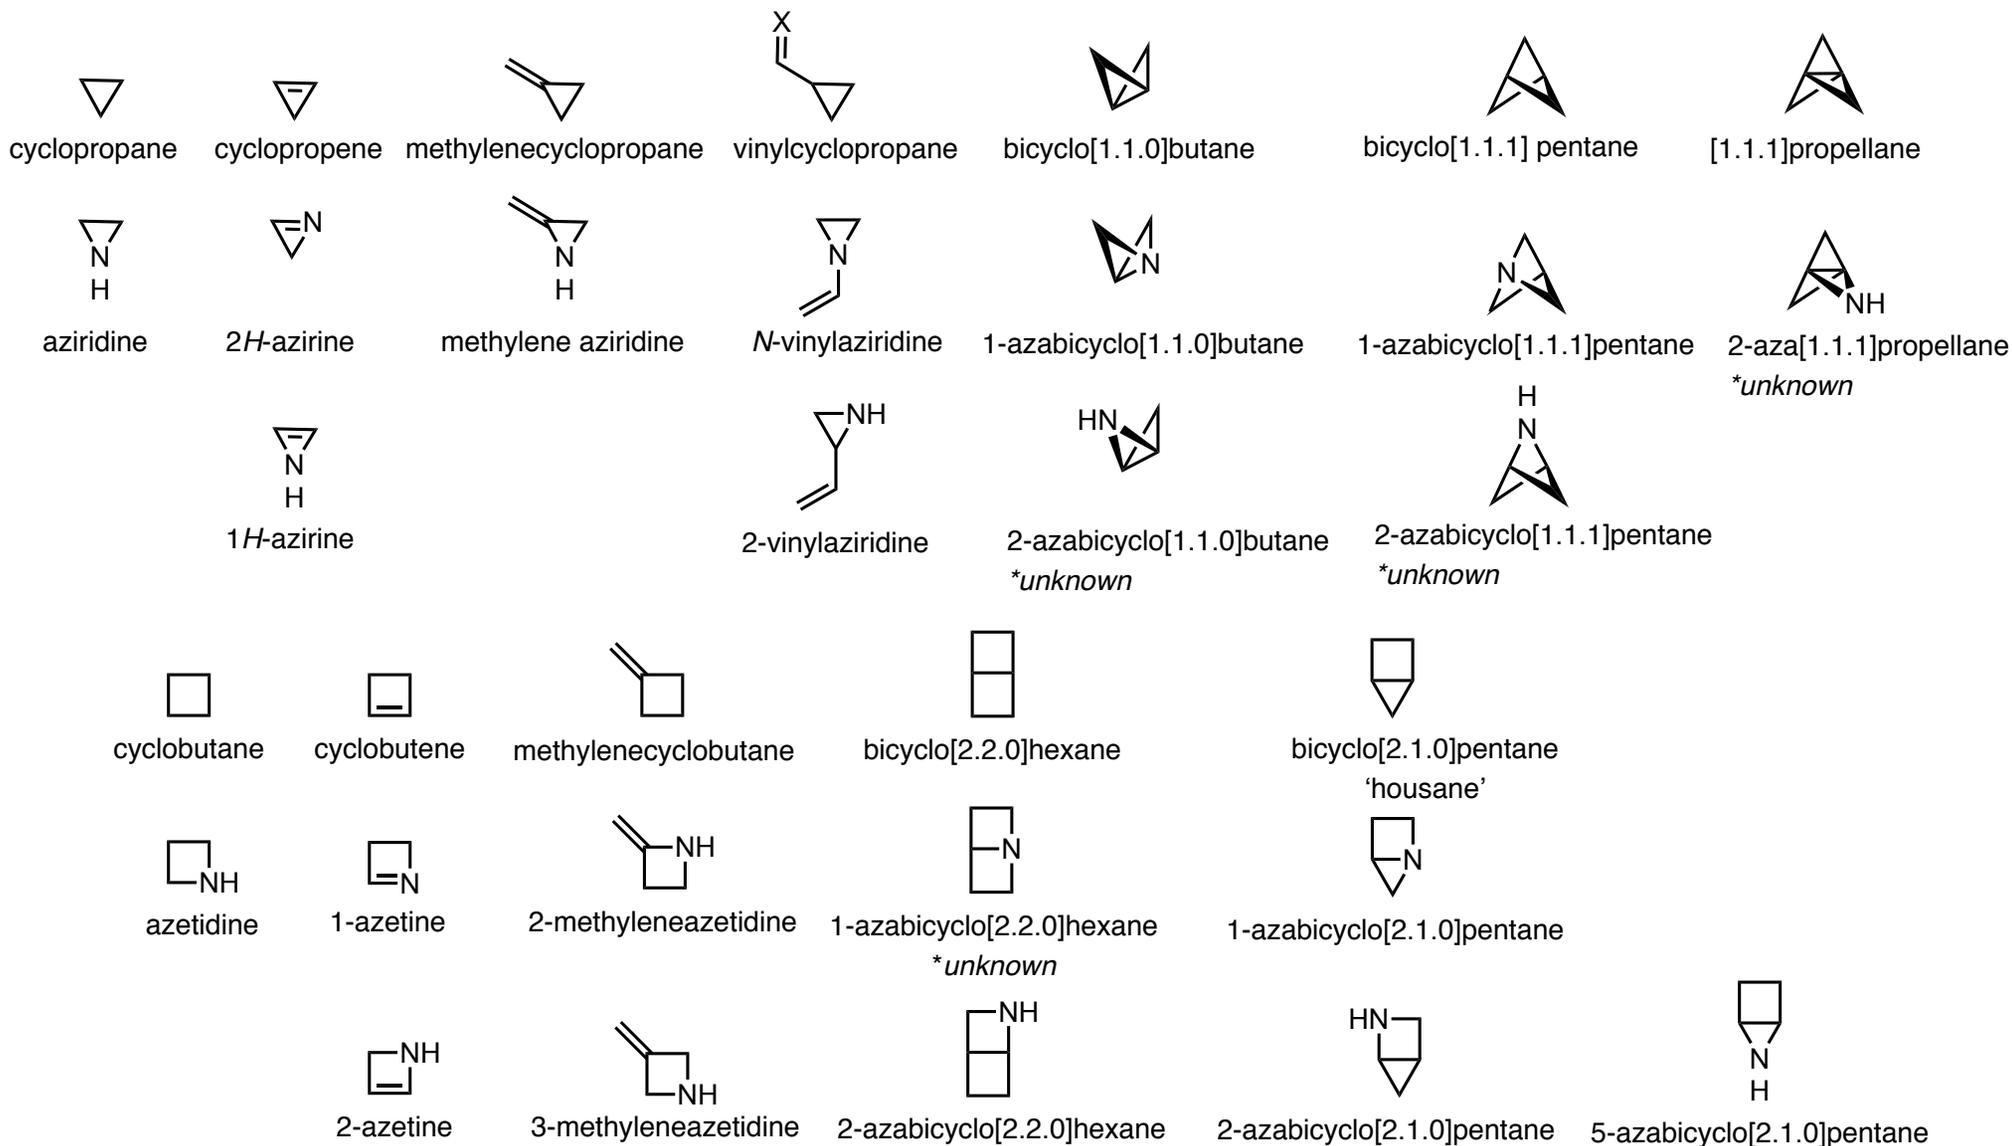 X
cyclopropane
cyclopropene
methylenecyclopropane
vinylcyclopropane
bicyclo[1.1.0]butane
bicyclo[1.1.1] pentane
[1.1.1]propellane
N
H
N
N
H
N
N
N
NH
aziridine
2H-azirine
methylene aziridine
N-vinylaziridine
1-azabicyclo[1.1.0]butane
1-azabicyclo[1.1.1]pentane
2-aza[1.1.1]propellane
*unknown
N
H
NH
HN
H
N
1H-azirine
2-vinylaziridine
2-azabicyclo[1.1.0]butane
*unknown
2-azabicyclo[1.1.1]pentane
*unknown
cyclobutane
cyclobutene
methylenecyclobutane
bicyclo[2.2.0]hexane
bicyclo[2.1.0]pentane
‘housane’
NH
N
NH
N
N
azetidine
1-azetine
2-methyleneazetidine
1-azabicyclo[2.2.0]hexane
*unknown
1-azabicyclo[2.1.0]pentane
NH
NH
NH
HN
N
H
2-azetine
3-methyleneazetidine
2-azabicyclo[2.2.0]hexane
2-azabicyclo[2.1.0]pentane
5-azabicyclo[2.1.0]pentane